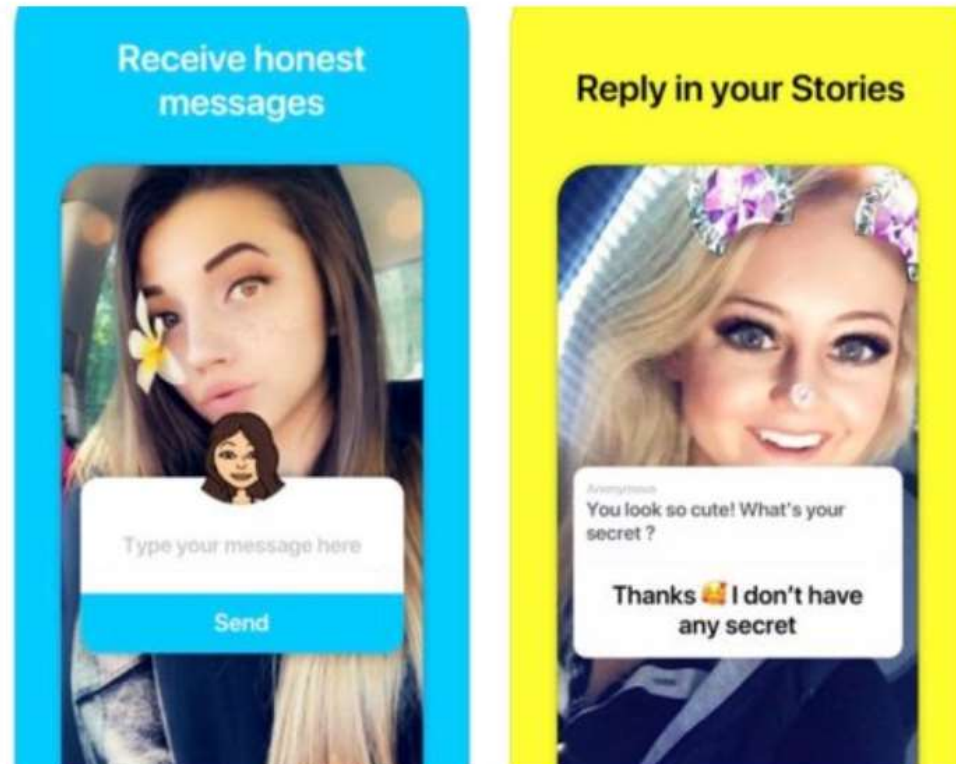 Receive honest
messages
Type your message here
Send
Reply in your Stories
Anonymous
You look so cute! What's your
secret ?
Thanks 🥰 I don't have
any secret